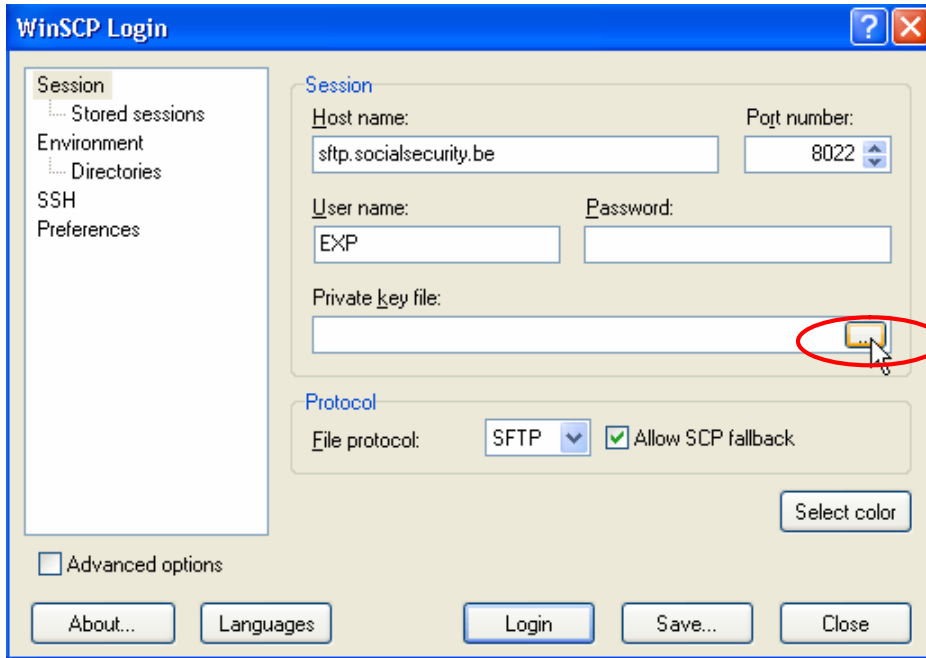 WinSCP Login
Session
Stored sessions
Environment
Directories
SSH
Preferences
Session
Host name: Port number:
sftp.socialsecurity.be 8022
User name: Password:
EXP
Private key file:
...
Protocol
File protocol: SFTP Allow SCP fallback
Select color
Advanced options
About... Languages Login Save... Close